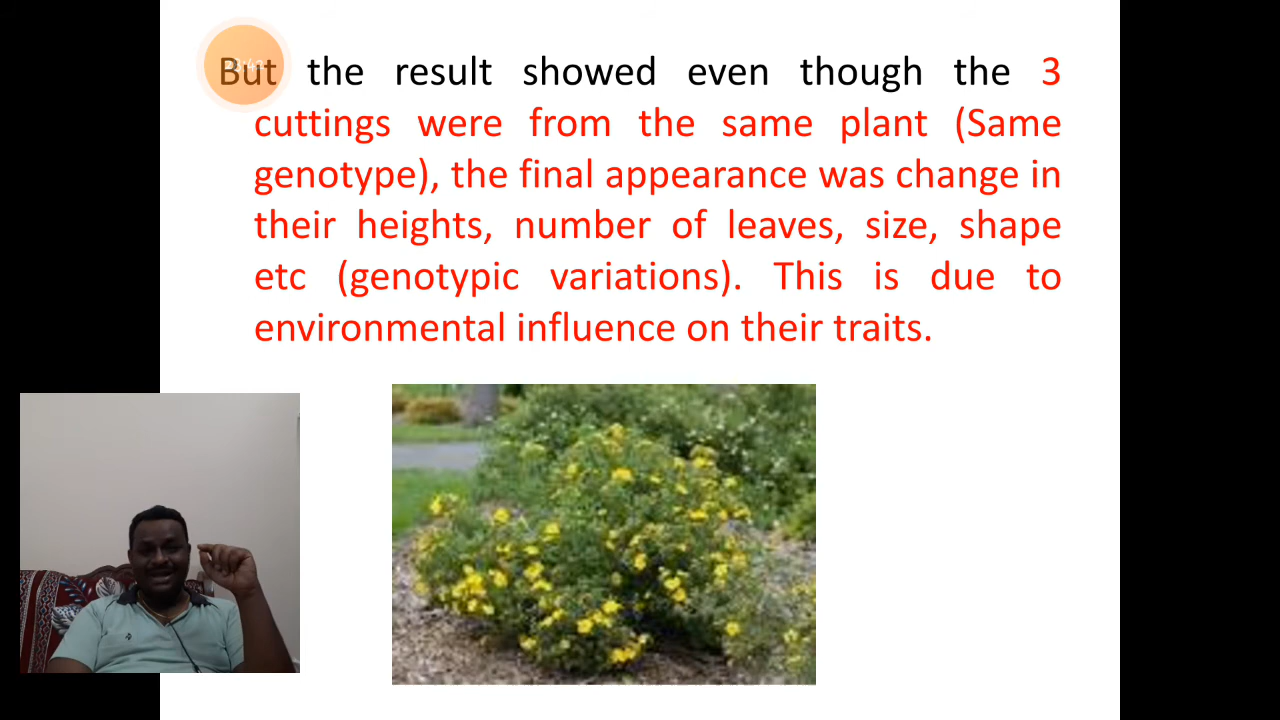 But the result showed even though the 3
cuttings were from the same plant (Same
genotype), the final appearance was change in
their heights, number of leaves, size, shape
etc (genotypic variations). This is due to
environmental influence on their traits.